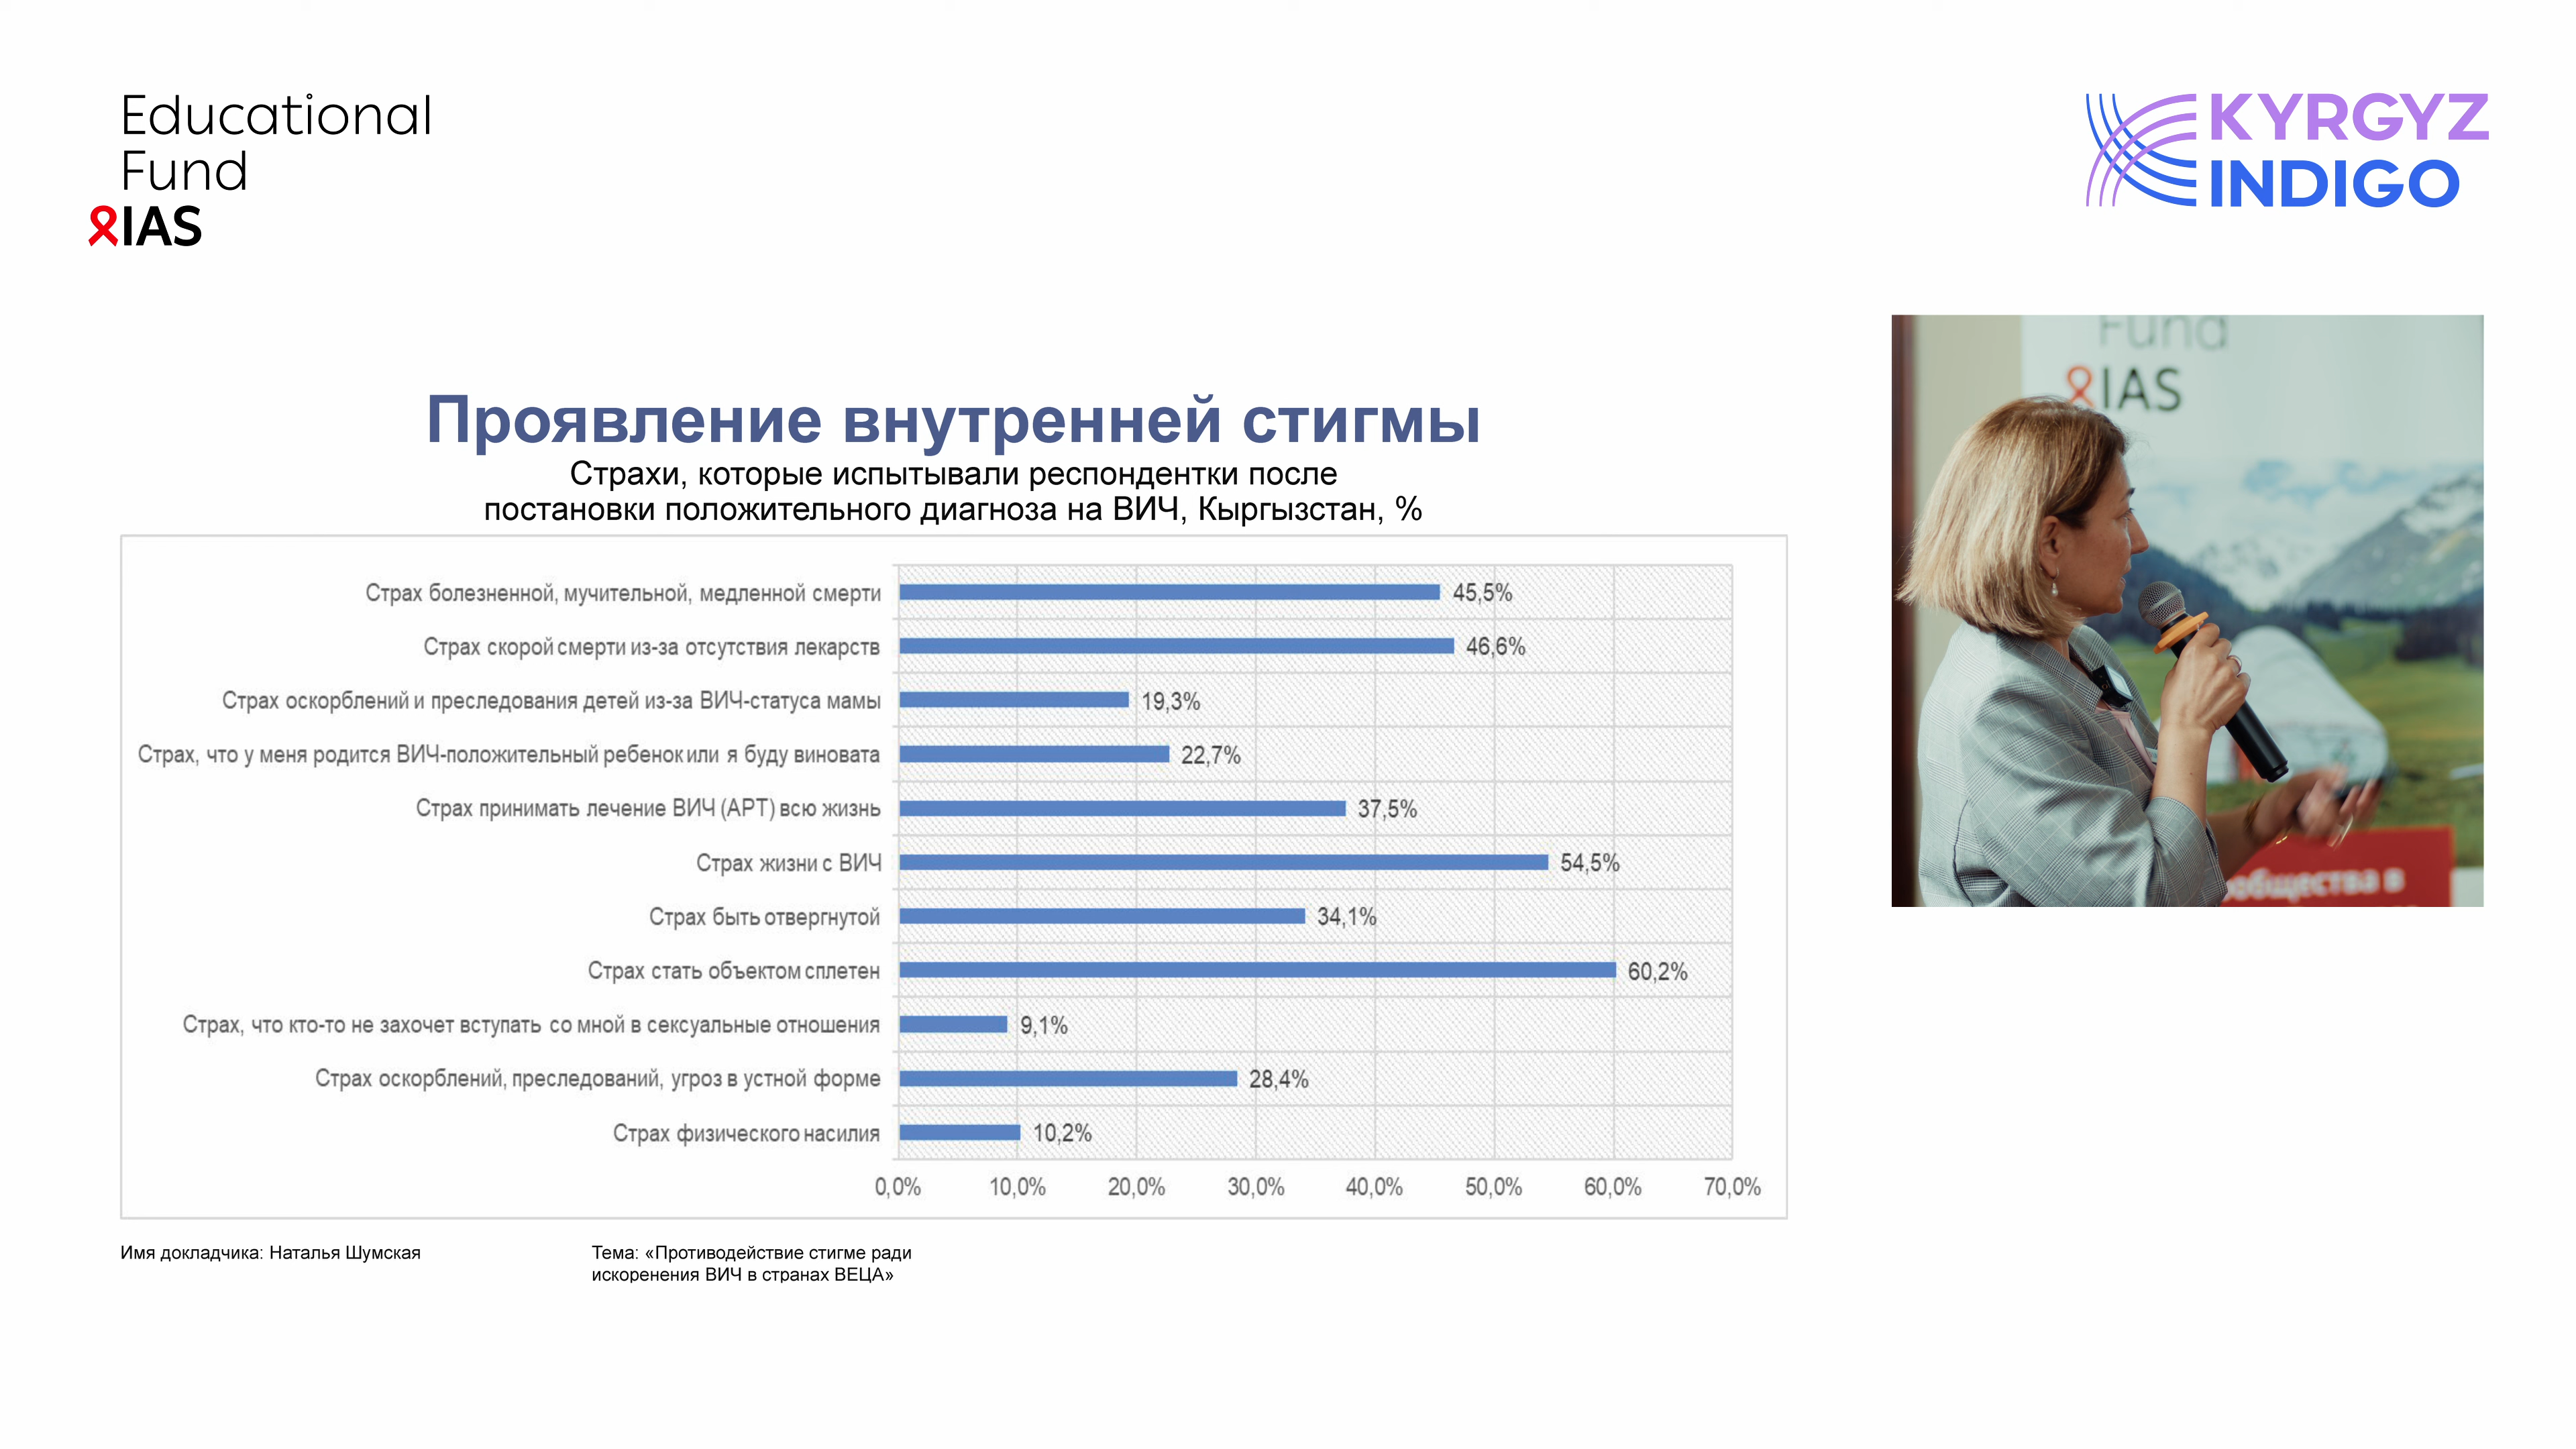 Educational
Fund
IAS
KYRGYZ
INDIGO
Fund
IAS
общества в
Проявление внутренней стигмы
Страхи, которые испытывали респондентки после
постановки положительного диагноза на ВИЧ, Кыргызстан, %
Страх болезненной, мучительной, медленной смерти 45,5%
Страх скорой смерти из-за отсутствия лекарств 46,6%
Страх оскорблений и преследования детей из-за ВИЧ-статуса мамы 19,3%
Страх, что у меня родится ВИЧ-положительный ребенок или я буду виновата 22,7%
Страх принимать лечение ВИЧ (АРТ) всю жизнь 37,5%
Страх жизни с ВИЧ 54,5%
Страх быть отвергнутой 34,1%
Страх стать объектом сплетен 60,2%
Страх, что кто-то не захочет вступать со мной в сексуальные отношения 9,1%
Страх оскорблений, преследований, угроз в устной форме 28,4%
Страх физического насилия 10,2%
0,0% 10,0% 20,0% 30,0% 40,0% 50,0% 60,0% 70,0%
Имя докладчика: Наталья Шумская
Тема: «Противодействие стигме ради
искоренения ВИЧ в странах ВЕЦА»